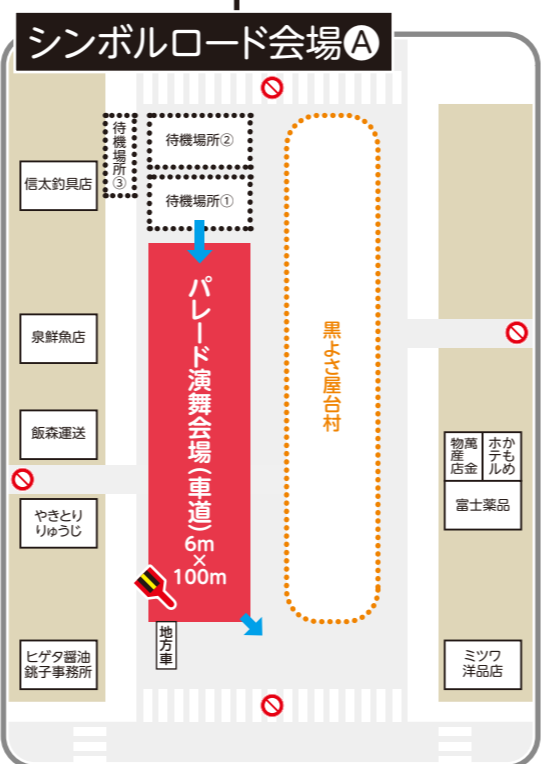 シンボルロード会場A
待機場所③
待機場所②
待機場所①
信太釣具店
パレード演舞会場(車道)
6m
×
100m
黒よさ屋台村
泉鮮魚店
飯森運送
やきとり
りゅうじ
地方車
ヒゲタ醤油
銚子事務所
萬金
物産店
かもめ
ホテル
富士薬品
ミツワ
洋品店